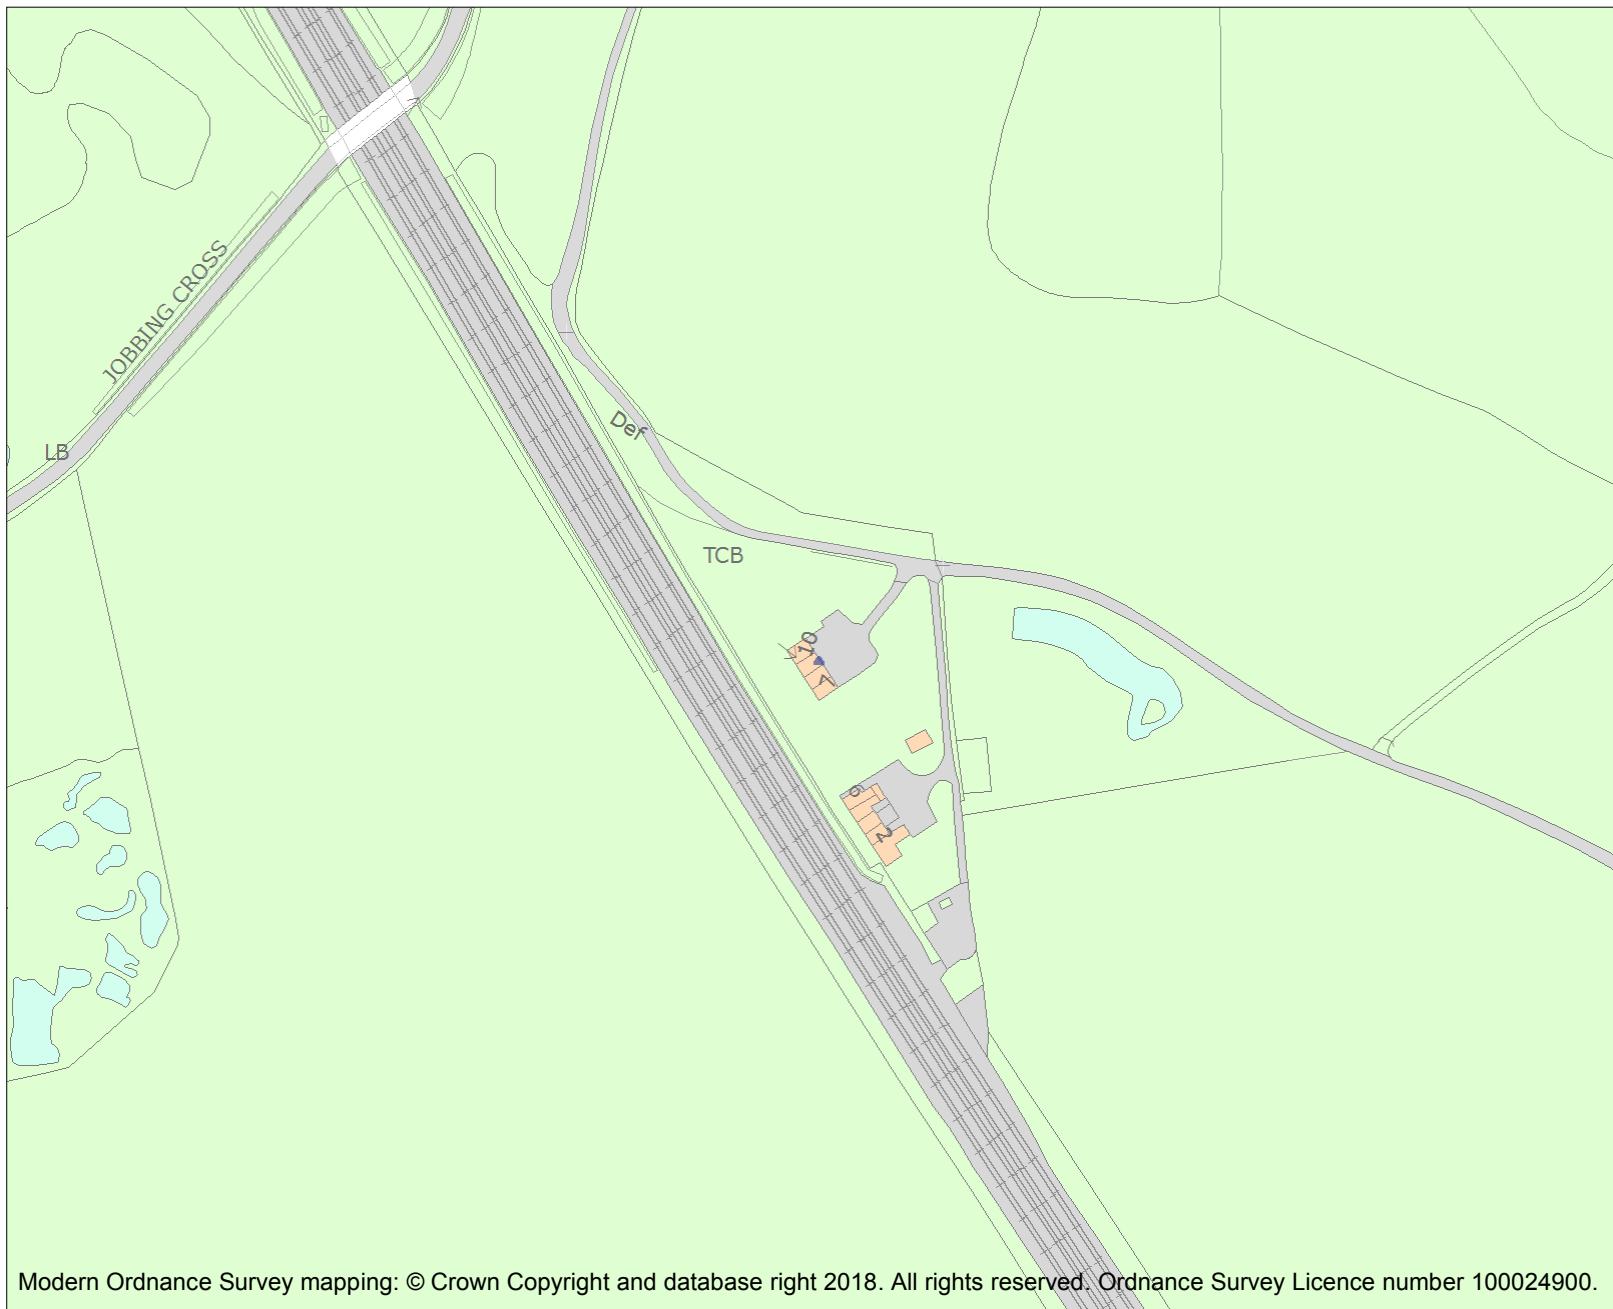 JOBBING CROSS
LB
Def
TCB
10
7
6
2
Modern Ordnance Survey mapping: © Crown Copyright and database right 2018. All rights reserved. Ordnance Survey Licence number 100024900.